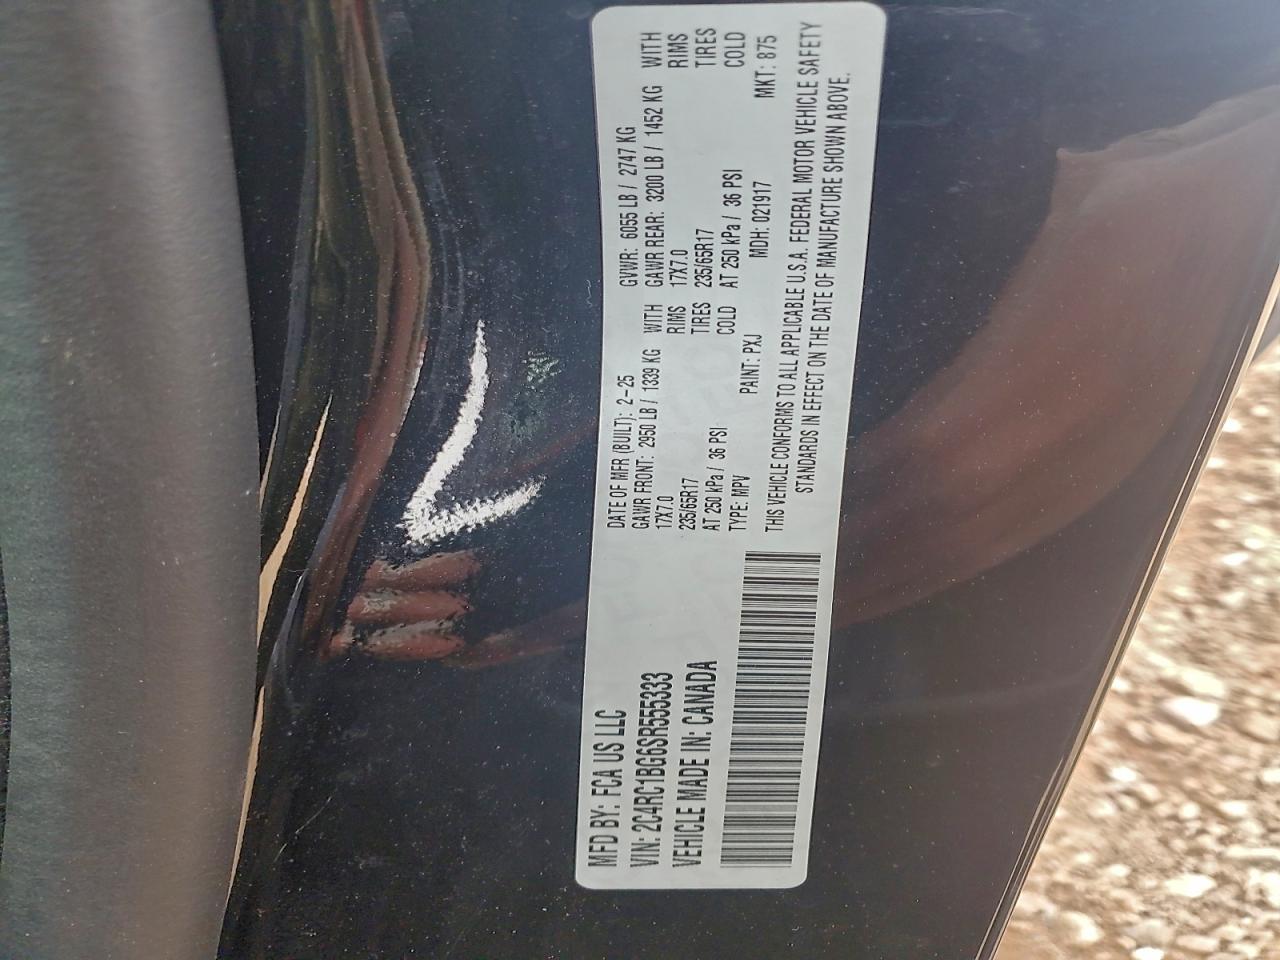 MFD BY: FCA US LLC
VIN: 2C4RC1BG6SR555333
VEHICLE MADE IN: CANADA
DATE OF MFR (BUILT): 2-25 GVWR: 6055 LB / 2747 KG
GAWR FRONT: 2950 LB / 1339 KG WITH GAWR REAR: 3200 LB / 1452 KG WITH
17X7.0 RIMS 17X7.0 RIMS
235/65R17 TIRES 235/65R17 TIRES
AT 250 kPa / 36 PSI COLD AT 250 kPa / 36 PSI COLD
TYPE: MPV PAINT: PXJ MDH: 021917 MKT: 875
THIS VEHICLE CONFORMS TO ALL APPLICABLE U.S.A. FEDERAL MOTOR VEHICLE SAFETY
STANDARDS IN EFFECT ON THE DATE OF MANUFACTURE SHOWN ABOVE.